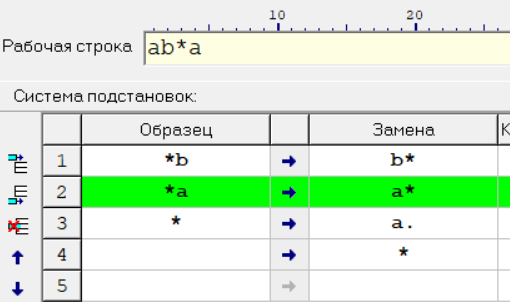 10 20
Рабочая строка ab*a
Система подстановок:
Образец Замена К
1 *b → b*
2 *a → a*
3 * → a.
4 → *
5 →